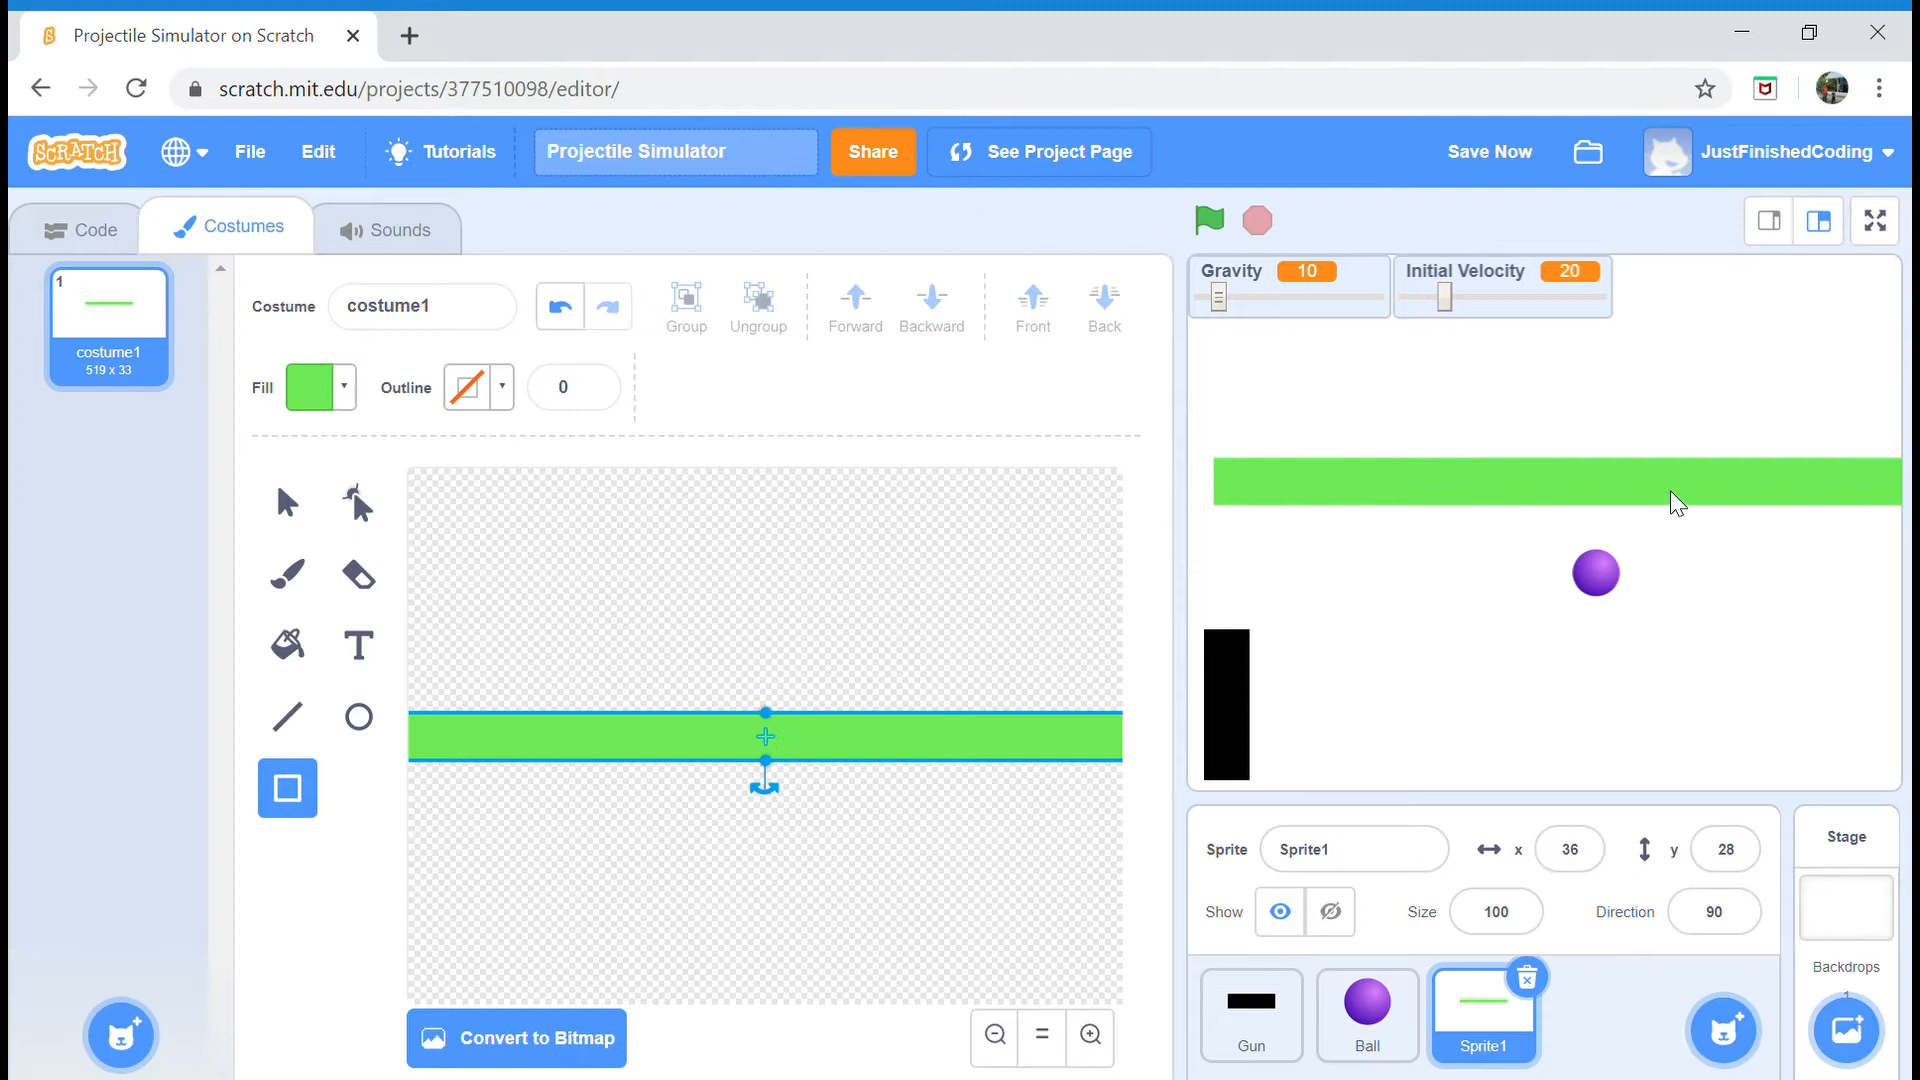 Projectile Simulator on Scratch
scratch.mit.edu/projects/377510098/editor/
SCRATCH File Edit Tutorials Projectile Simulator Share See Project Page Save Now JustFinishedCoding
Code Costumes Sounds
Gravity 10 Initial Velocity 20
1
costume1
519 x 33
Costume costume1 Group Ungroup Forward Backward Front Back
Fill Outline 0
T
Convert to Bitmap
Sprite Sprite1 x 36 y 28
Show Size 100 Direction 90
Gun Ball Sprite1
Stage
Backdrops
1